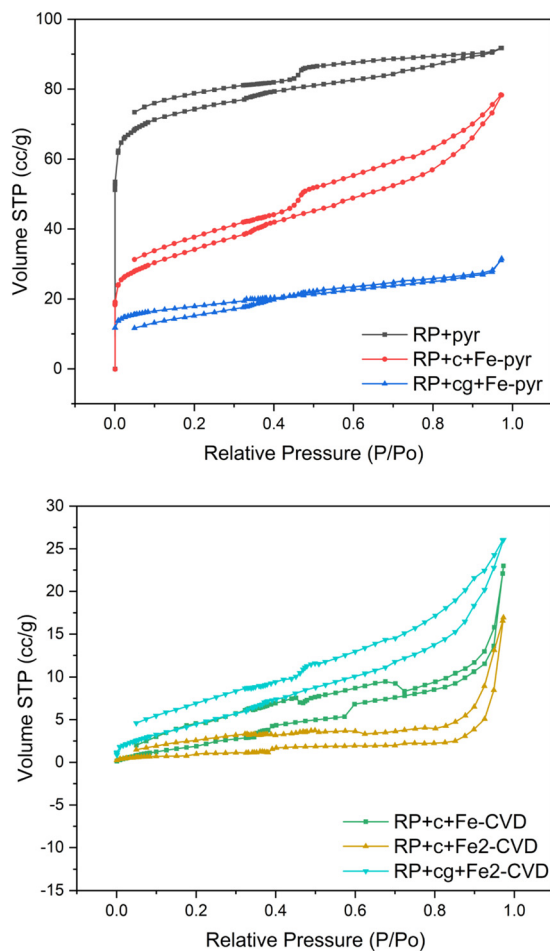 100
80
60
40
20
0
Volume STP (cc/g)
RP+pyr
RP+c+Fe-pyr
RP+cg+Fe-pyr
0.0 0.2 0.4 0.6 0.8 1.0
Relative Pressure (P/Po)
30
25
20
15
10
5
0
-5
-10
-15
Volume STP (cc/g)
RP+c+Fe-CVD
RP+c+Fe2-CVD
RP+cg+Fe2-CVD
0.0 0.2 0.4 0.6 0.8 1.0
Relative Pressure (P/Po)